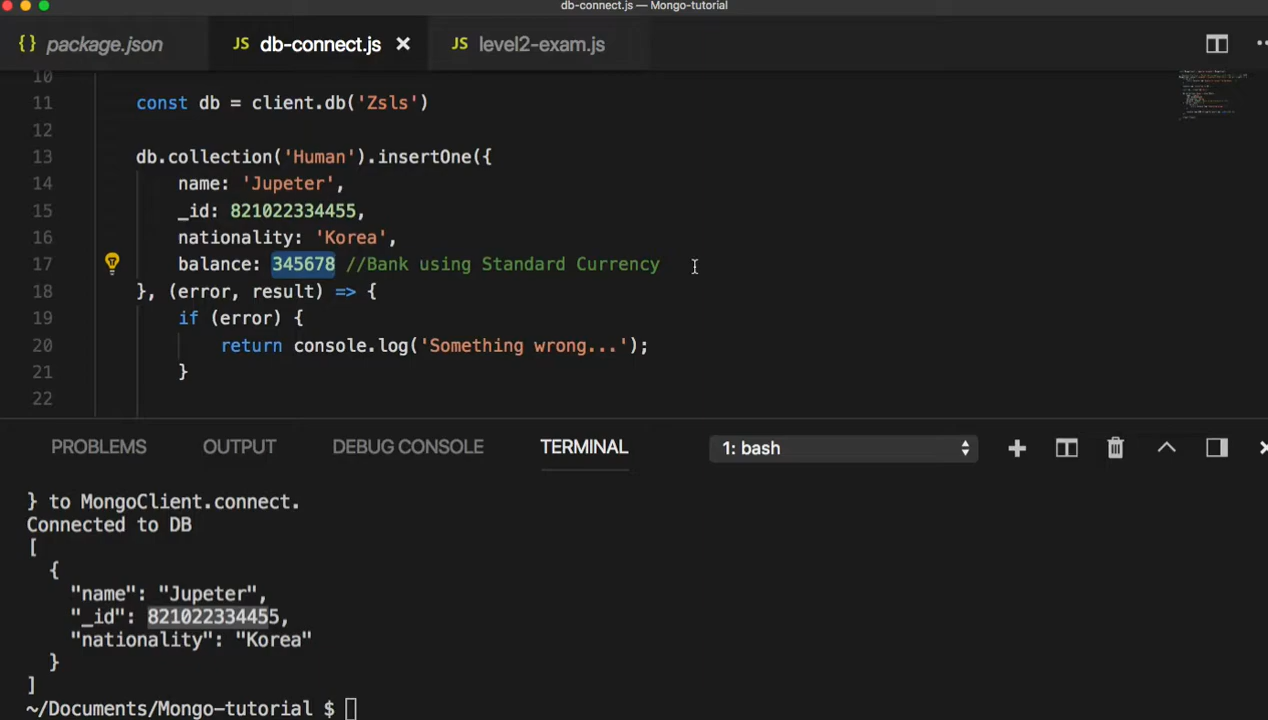 db-connect.js — Mongo-tutorial
{} package.json JS db-connect.js × JS level2-exam.js
10
11 const db = client.db('Zsls')
12
13 db.collection('Human').insertOne({
14 name: 'Jupeter',
15 _id: 821022334455,
16 nationality: 'Korea',
17 balance: 345678 //Bank using Standard Currency
18 }, (error, result) => {
19 if (error) {
20 return console.log('Something wrong...');
21 }
22
PROBLEMS OUTPUT DEBUG CONSOLE TERMINAL 1: bash
} to MongoClient.connect.
Connected to DB
[
{
"name": "Jupeter",
"_id": 821022334455,
"nationality": "Korea"
}
]
~/Documents/Mongo-tutorial $